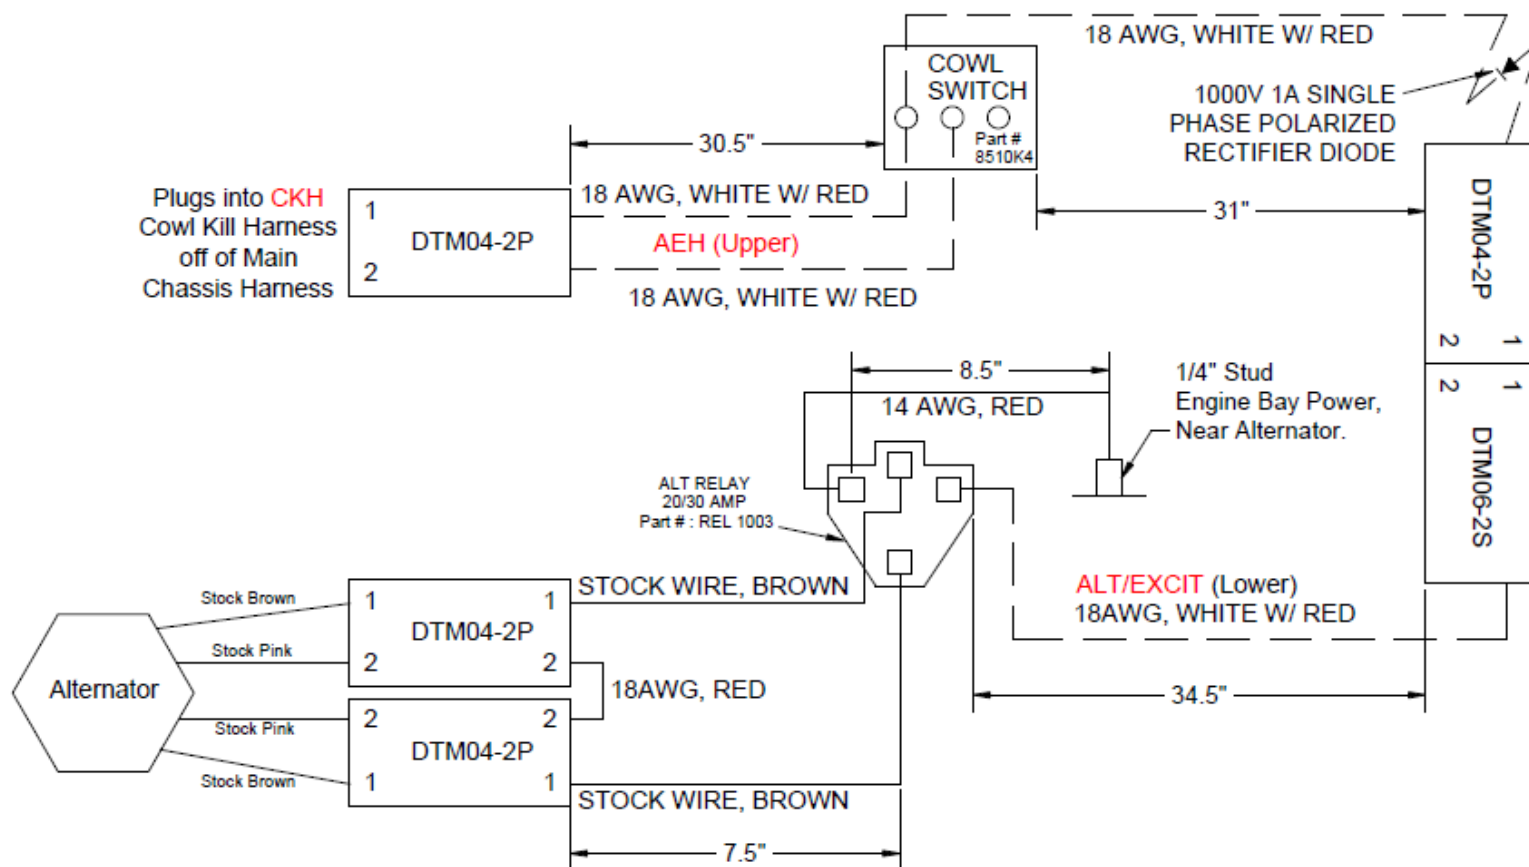 18 AWG, WHITE W/ RED
COWL
SWITCH
Part #
8510K4
1000V 1A SINGLE
PHASE POLARIZED
RECTIFIER DIODE
30.5"
Plugs into CKH
Cowl Kill Harness
off of Main
Chassis Harness
1
2
DTM04-2P
18 AWG, WHITE W/ RED
AEH (Upper)
18 AWG, WHITE W/ RED
31"
DTM04-2P
2
1
2
1
DTM06-2S
8.5"
14 AWG, RED
1/4" Stud
Engine Bay Power,
Near Alternator.
ALT RELAY
20/30 AMP
Part # : REL 1003
ALT/EXCIT (Lower)
18AWG, WHITE W/ RED
34.5"
STOCK WIRE, BROWN
Stock Brown
1
1
DTM04-2P
Stock Pink
2
2
Alternator
18AWG, RED
2
2
Stock Pink
DTM04-2P
Stock Brown
1
1
STOCK WIRE, BROWN
7.5"